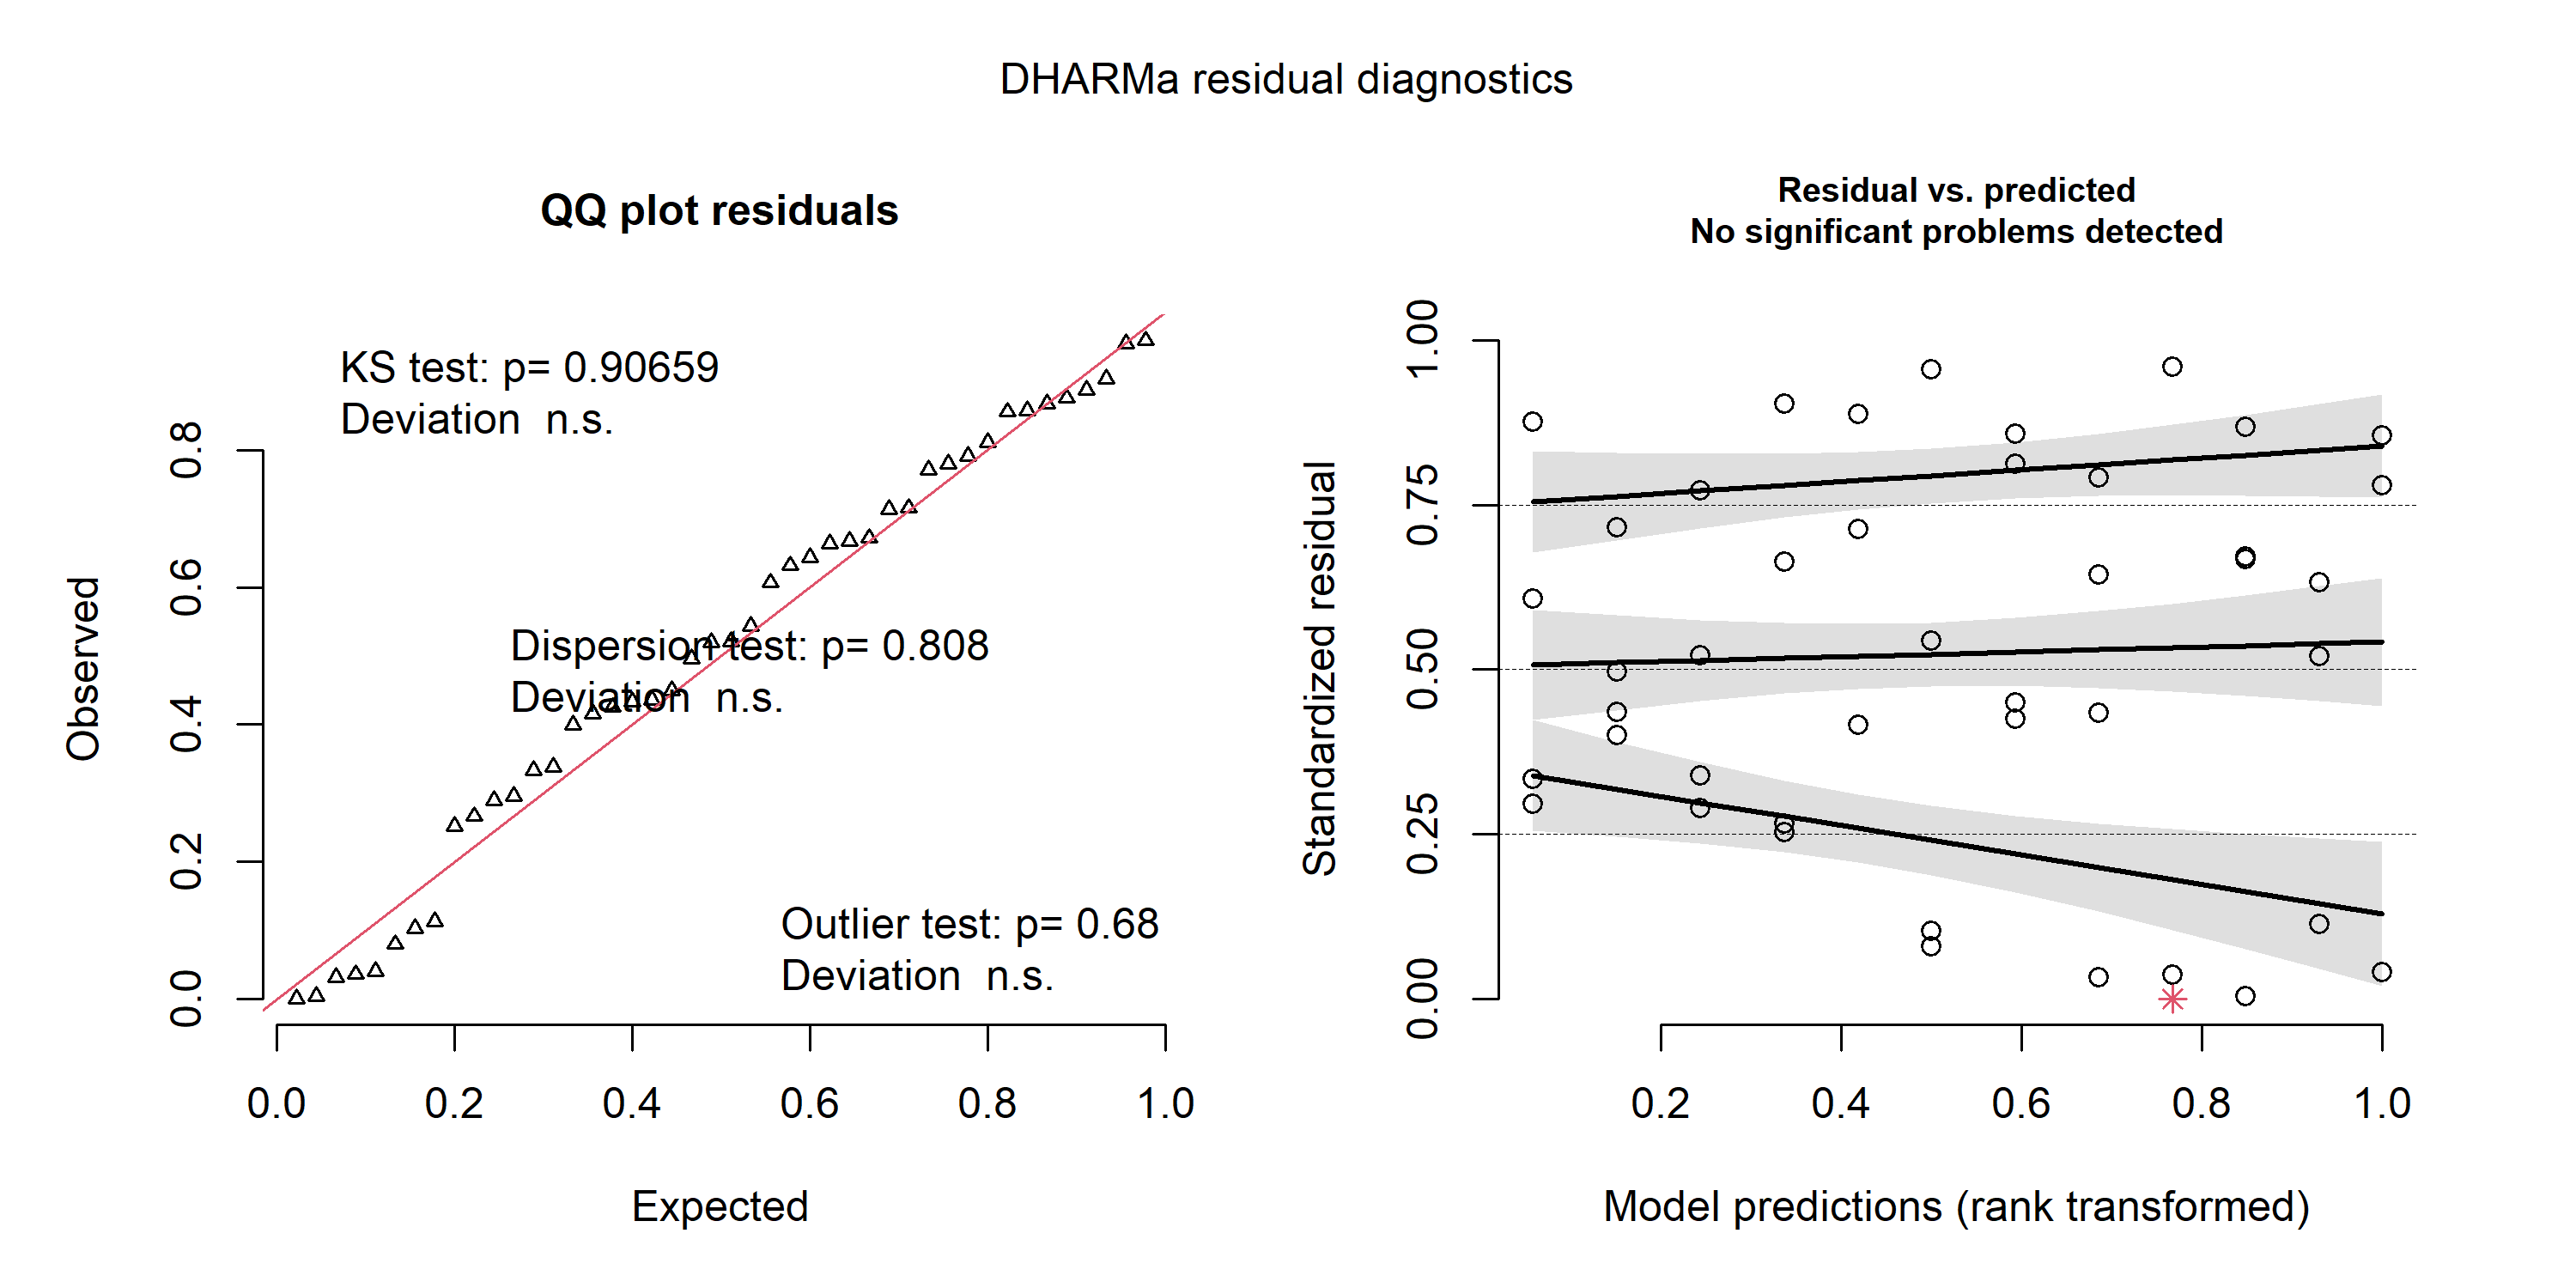 DHARMa residual diagnostics
QQ plot residuals
KS test: p= 0.90659
Deviation  n.s.
Dispersion test: p= 0.808
Deviation  n.s.
Outlier test: p= 0.68
Deviation  n.s.
Observed
0.0 0.2 0.4 0.6 0.8
0.0 0.2 0.4 0.6 0.8 1.0
Expected
Residual vs. predicted
No significant problems detected
Standardized residual
0.00 0.25 0.50 0.75 1.00
0.2 0.4 0.6 0.8 1.0
Model predictions (rank transformed)